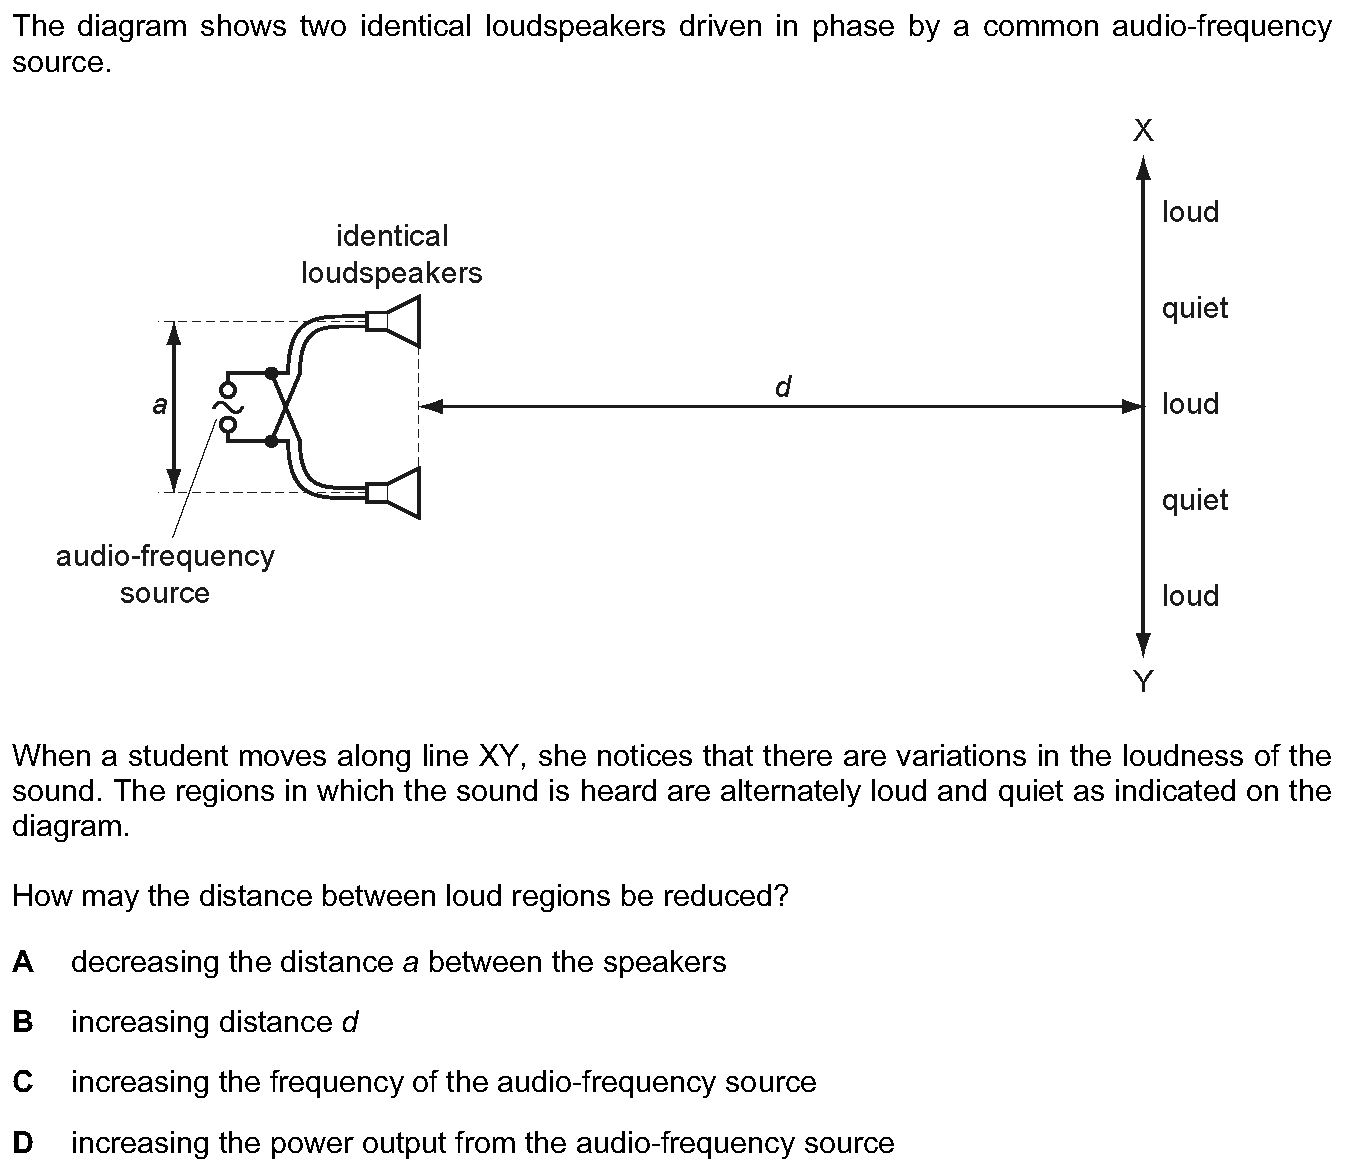 The diagram shows two identical loudspeakers driven in phase by a common audio-frequency
source.
X
loud
identical
loudspeakers
quiet
d
a
loud
quiet
audio-frequency
source
loud
Y
When a student moves along line XY, she notices that there are variations in the loudness of the
sound. The regions in which the sound is heard are alternately loud and quiet as indicated on the
diagram.
How may the distance between loud regions be reduced?
A decreasing the distance a between the speakers
B increasing distance d
C increasing the frequency of the audio-frequency source
D increasing the power output from the audio-frequency source